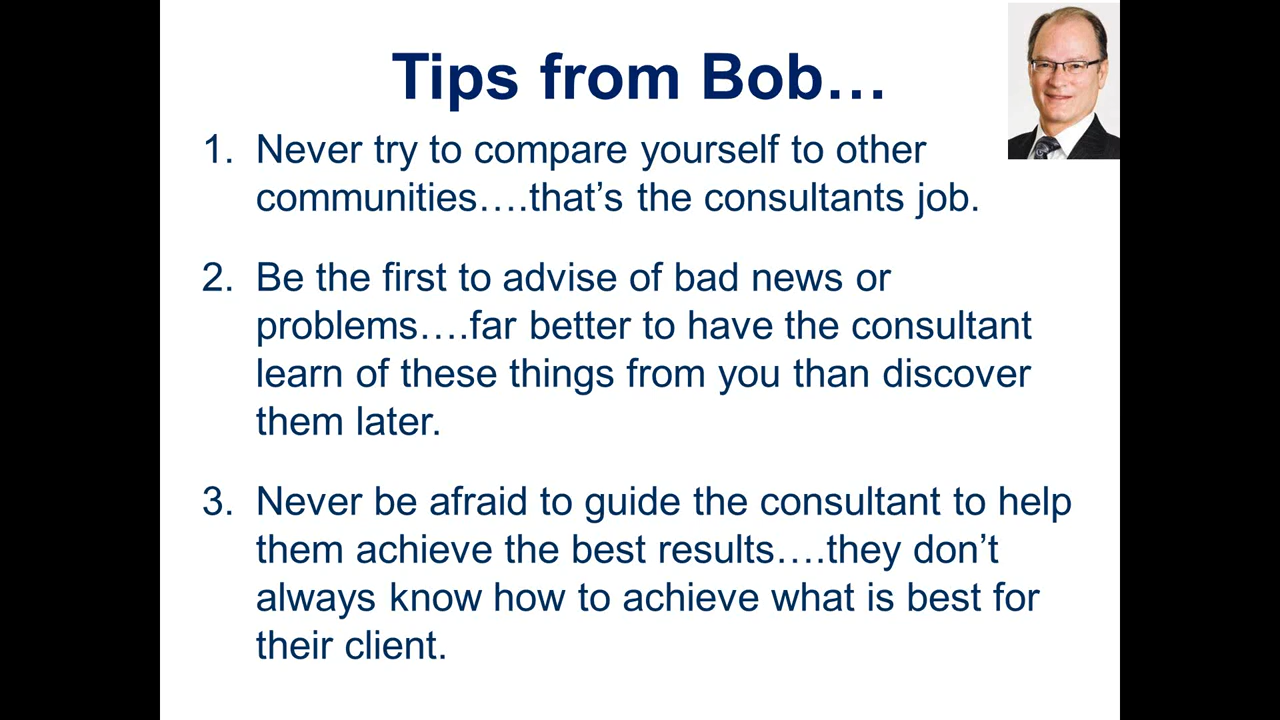 Tips from Bob…
1. Never try to compare yourself to other
communities….that’s the consultants job.
2. Be the first to advise of bad news or
problems….far better to have the consultant
learn of these things from you than discover
them later.
3. Never be afraid to guide the consultant to help
them achieve the best results….they don’t
always know how to achieve what is best for
their client.